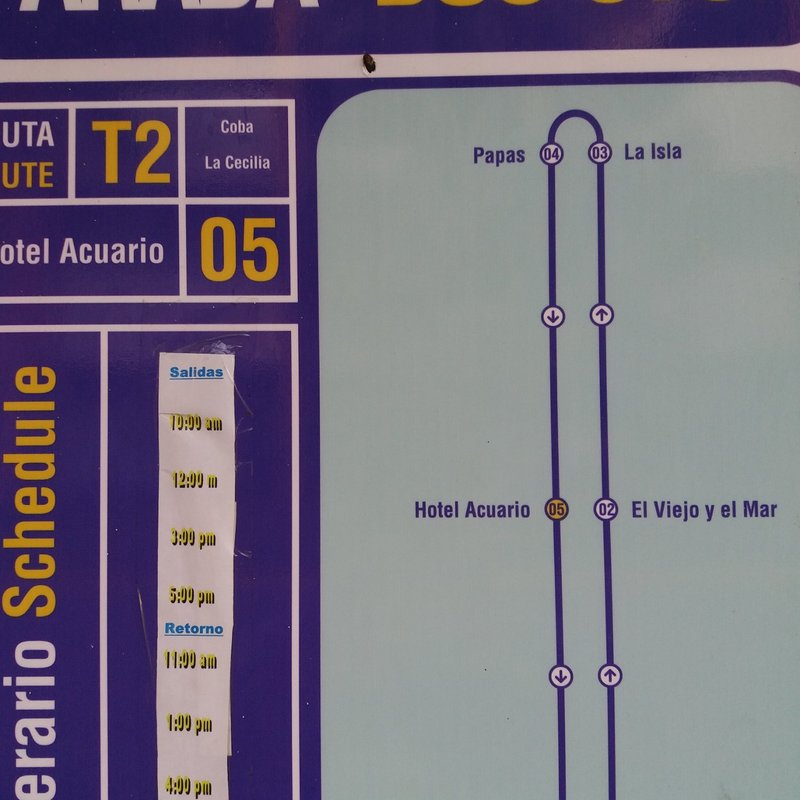 UTA
UTE
T2
Coba
La Cecilia
otel Acuario
05
erario Schedule
Salidas
10:00 am
12:00 m
3:00 pm
5:00 pm
Retorno
11:00 am
1:00 pm
4:00 pm
Papas 04 03 La Isla
Hotel Acuario 05 02 El Viejo y el Mar